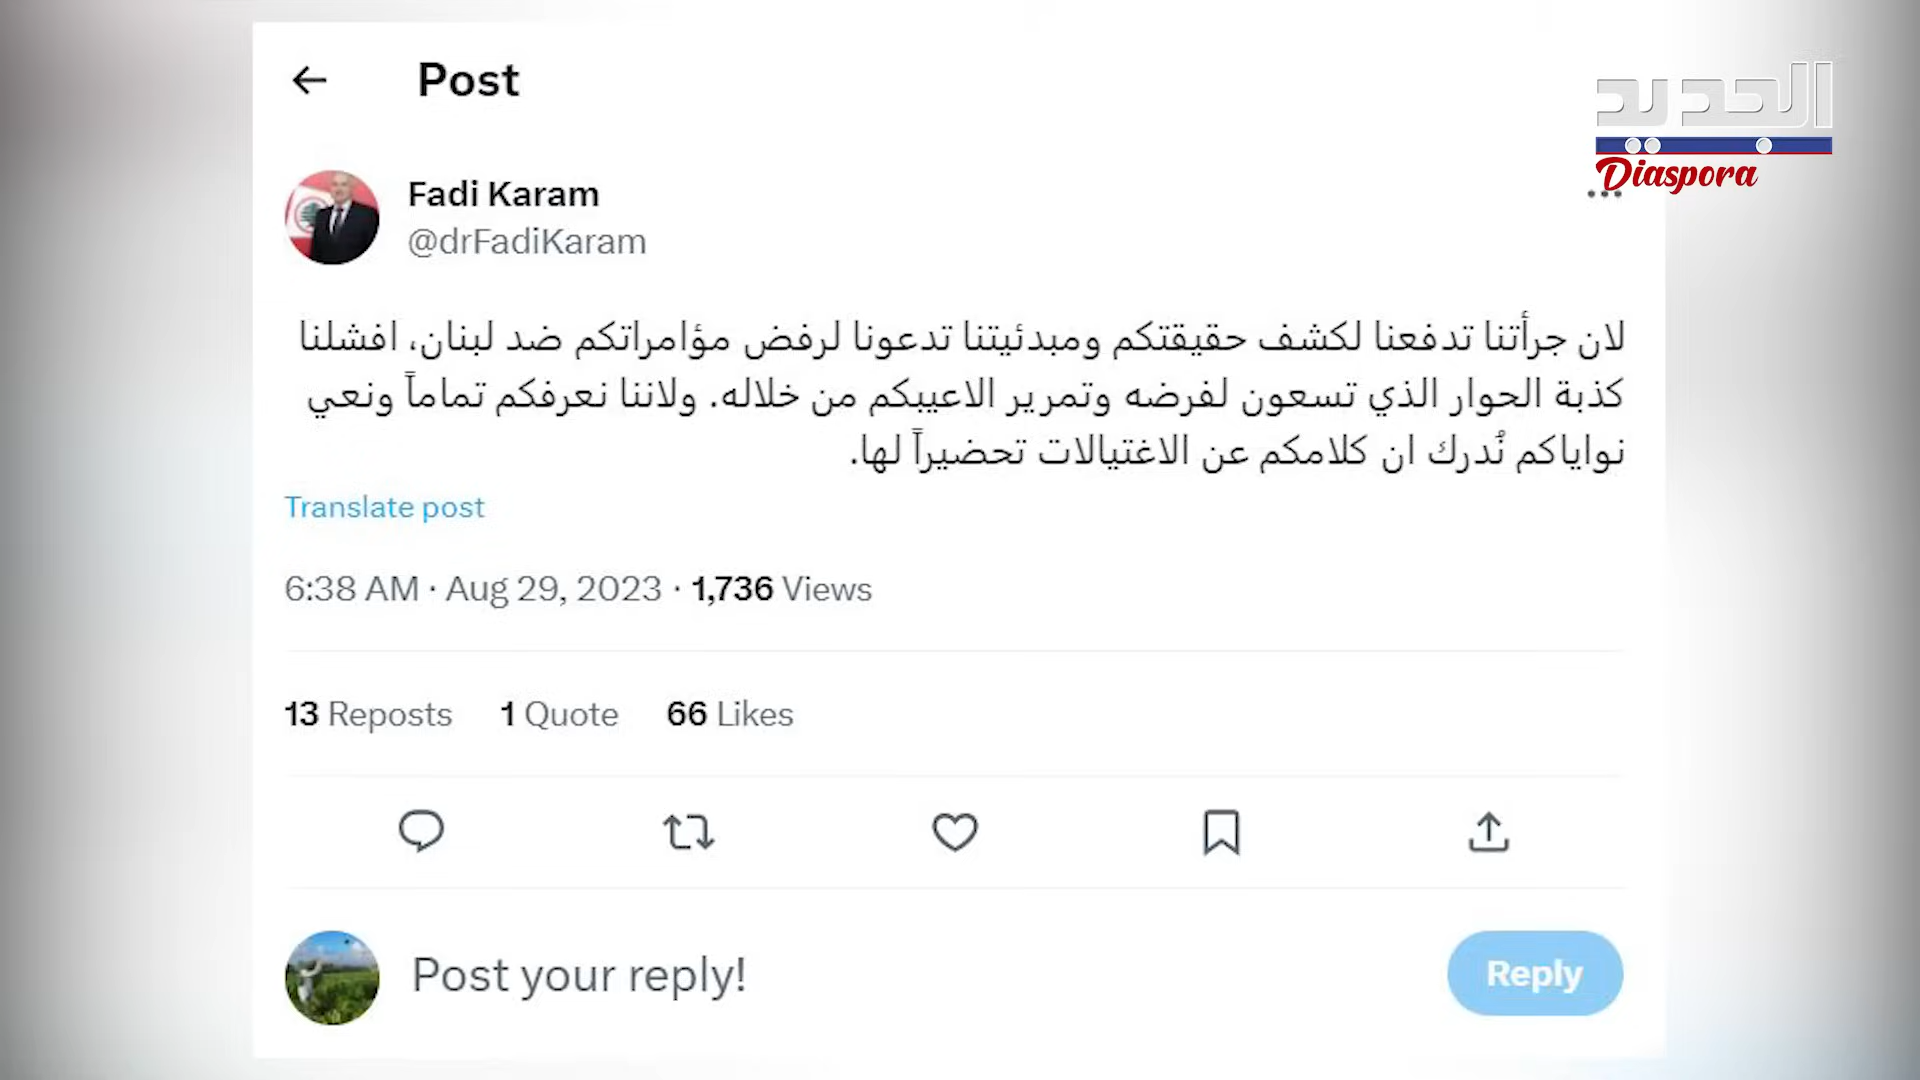 Post
الجديد
Diaspora
Fadi Karam
@drFadiKaram
لان جرأتنا تدفعنا لكشف حقيقتكم ومبدئيتنا تدعونا لرفض مؤامراتكم ضد لبنان، افشلنا
كذبة الحوار الذي تسعون لفرضه وتمرير الاعيبكم من خلاله. ولاننا نعرفكم تماماً ونعي
نواياكم نُدرك ان كلامكم عن الاغتيالات تحضيراً لها.
Translate post
6:38 AM · Aug 29, 2023 · 1,736 Views
13 Reposts 1 Quote 66 Likes
Post your reply!
Reply